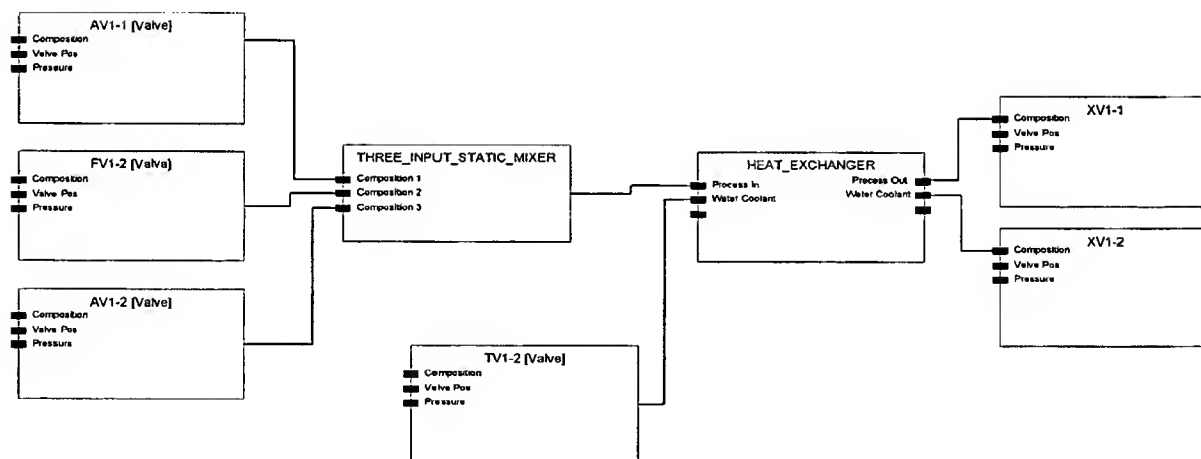 AV1-1 [Valve]
Composition
Valve Pos
Pressure
FV1-2 [Valve]
Composition
Valve Pos
Pressure
AV1-2 [Valve]
Composition
Valve Pos
Pressure
THREE_INPUT_STATIC_MIXER
Composition 1
Composition 2
Composition 3
TV1-2 [Valve]
Composition
Valve Pos
Pressure
HEAT_EXCHANGER
Process In
Water Coolant
Process Out
Water Coolant
XV1-1
Composition
Valve Pos
Pressure
XV1-2
Composition
Valve Pos
Pressure